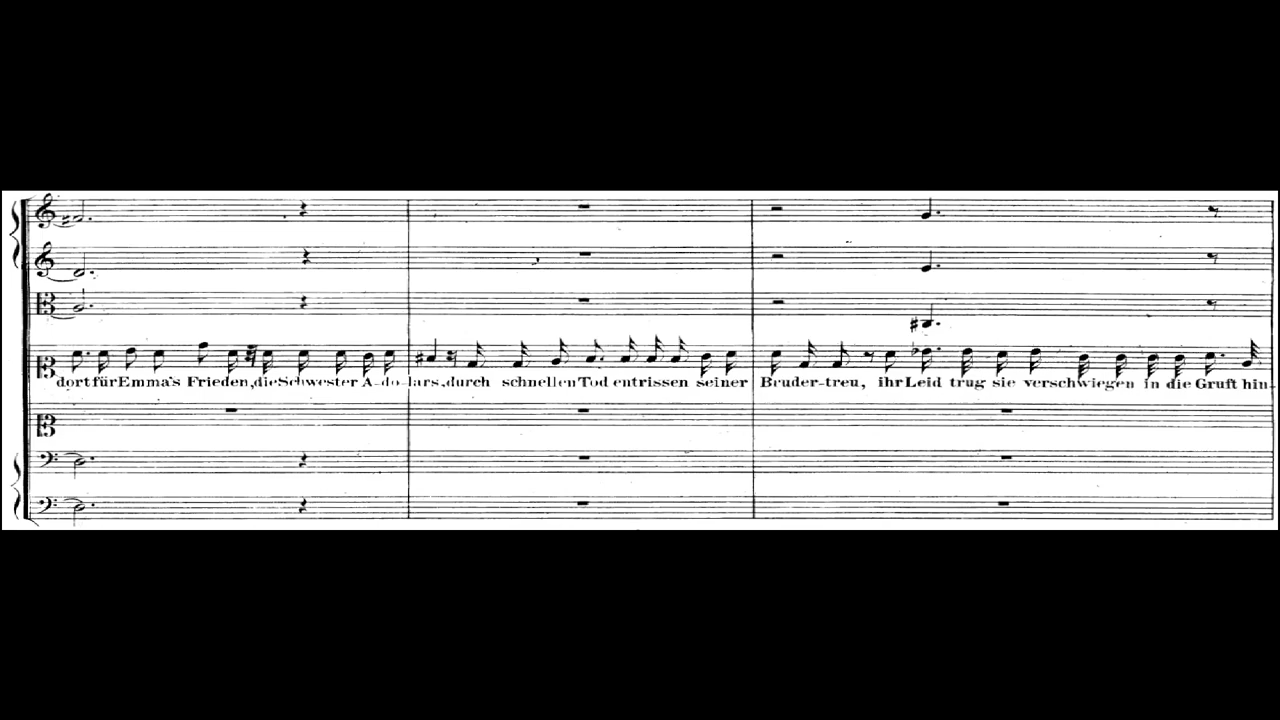 dort für Emma's Frieden, die Schwester A-do-lars, durch schnellen Tod entrissen seiner Bruder-treu, ihr Leid trug sie verschwiegen in die Gruft hin-